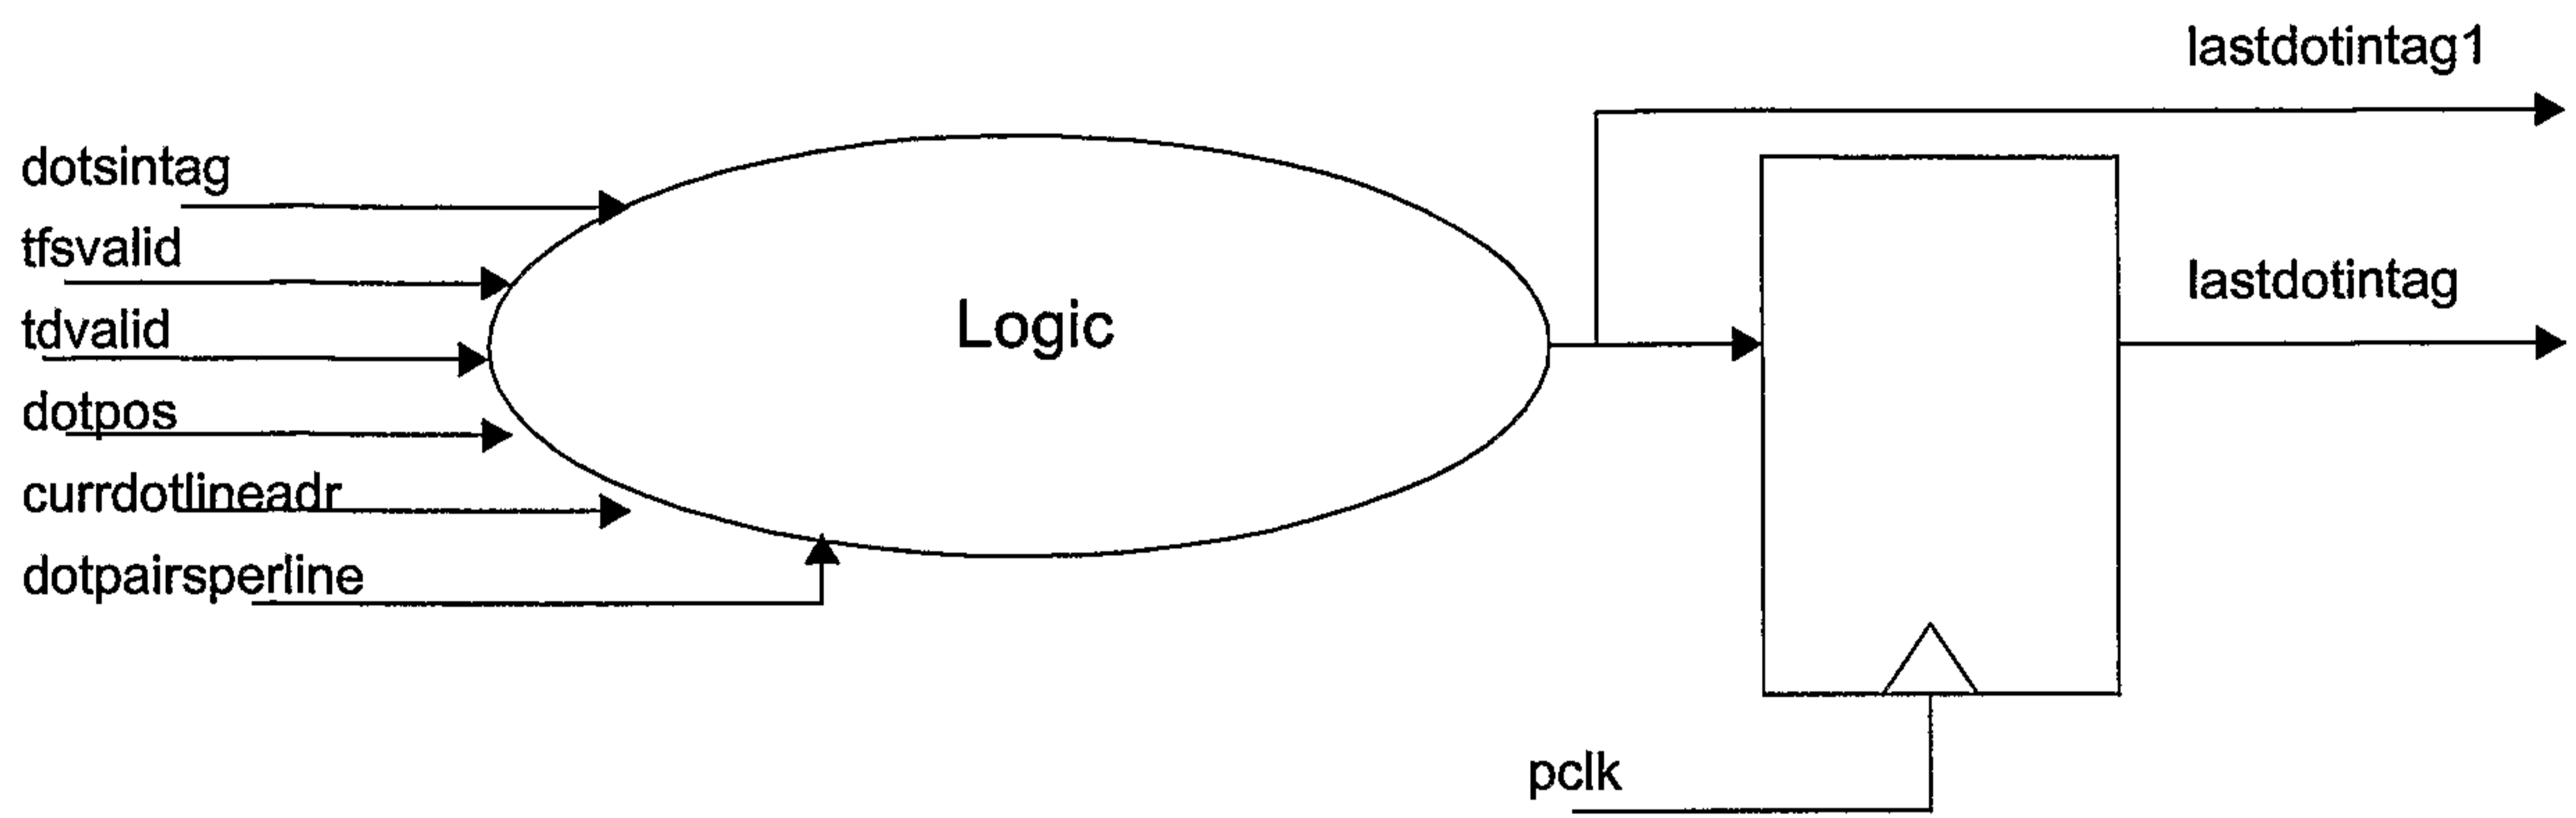 lastdotintag1
dotsintag
tfsvalid
lastdotintag
tdvalid
Logic
dotpos
currdotlineadr
dotpairsperline
pclk